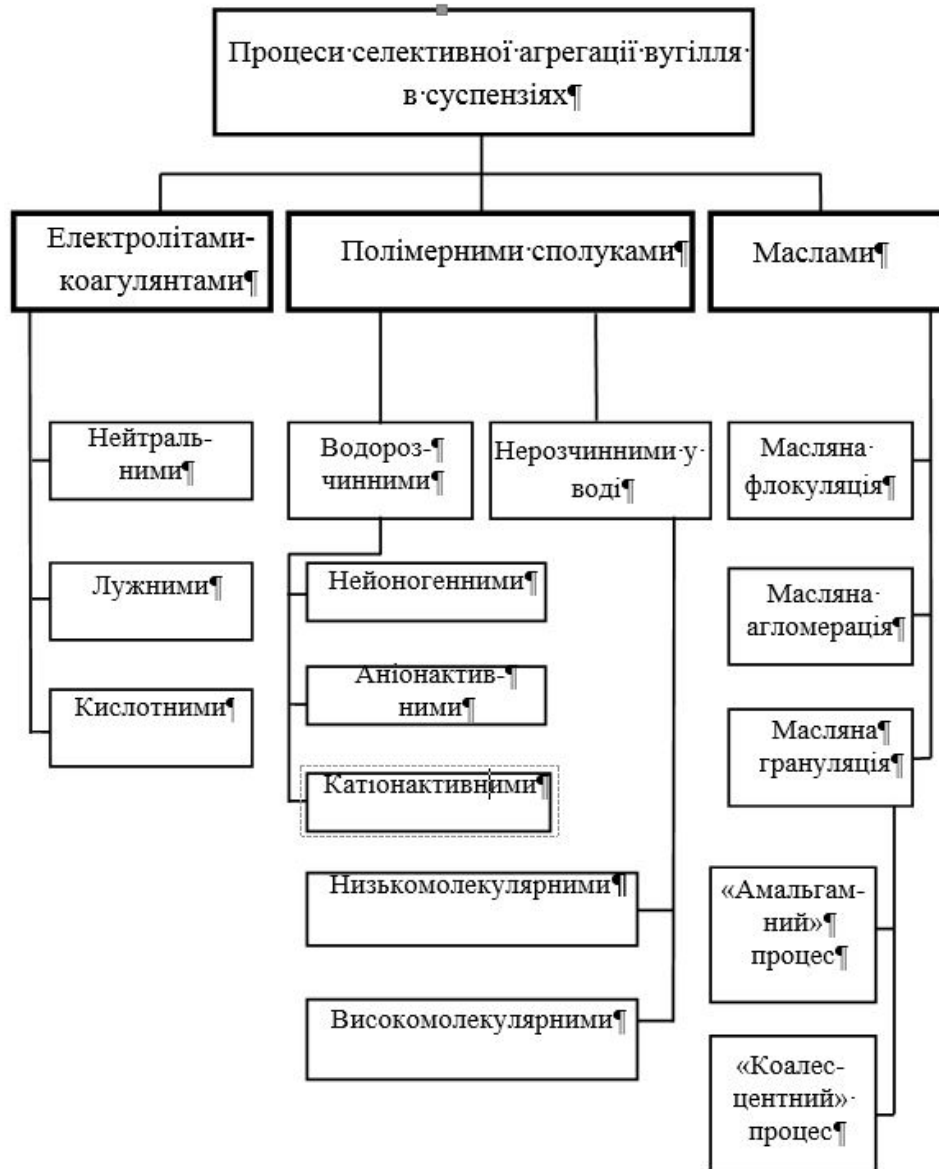 Процеси·селективної·агрегації·вугілля·
в·суспензіях¶
Електролітами-
коагулянтами¶
Полімерними·сполуками¶
Маслами¶
Нейтраль-
ними¶
Лужними¶
Кислотними¶
Водороз-¶
чинними¶
Нерозчинними·у·
воді¶
Нейоногенними¶
Аніонактив-¶
ними¶
Катіонактивними¶
Низькомолекулярними¶
Високомолекулярними¶
Масляна·
флокуляція¶
Масляна·
агломерація¶
Масляна¶
грануляція¶
«Амальгам-
ний»¶
процес¶
«Коалес-
центний»·
процес¶